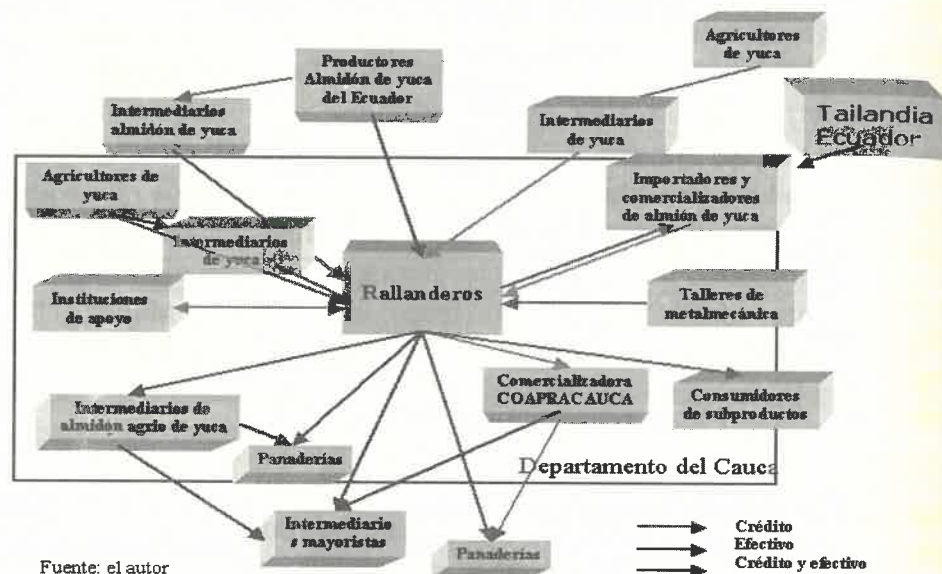 Productores
Almidón de yuca
del Ecuador
Agricultores
de yuca
Intermediarios
almidón de yuca
Intermediarios
de yuca
Tailandia
Ecuador
Agricultores de
yuca
Importadores y
comercializadores
de almión de yuca
Intermediarios
de yuca
Rallanderos
Instituciones
de apoyo
Talleres de
metalmecánica
Comercializadora
COAPRACAUCA
Consumidores
de subproductos
Intermediarios de
almidón agrio de yuca
Panaderías
Departamento del Cauca
Intermediario
s mayoristas
Panaderías
Crédito
Efectivo
Crédito y efectivo
Fuente: el autor